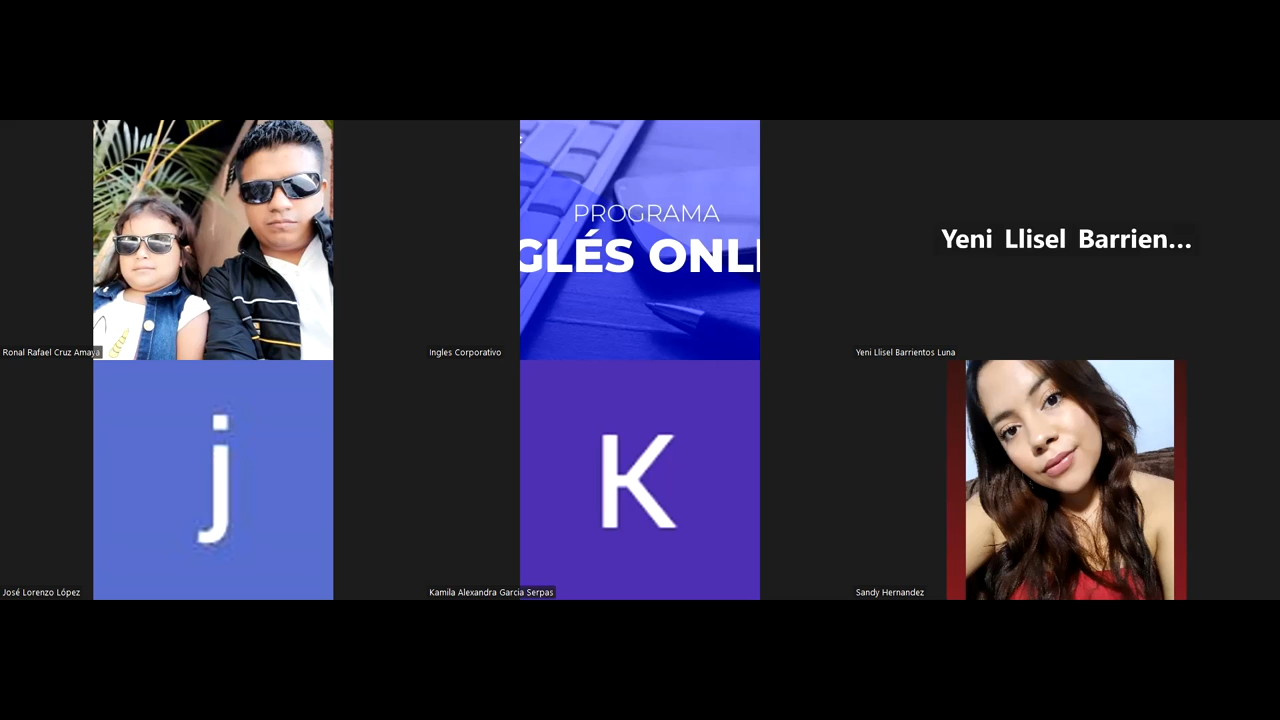 PROGRAMA
GLÉS ONLI
Yeni Llisel Barrien...
Ronal Rafael Cruz Amaya
Ingles Corporativo
Yeni Llisel Barrientos Luna
j
K
José Lorenzo López
Kamila Alexandra Garcia Serpas
Sandy Hernandez